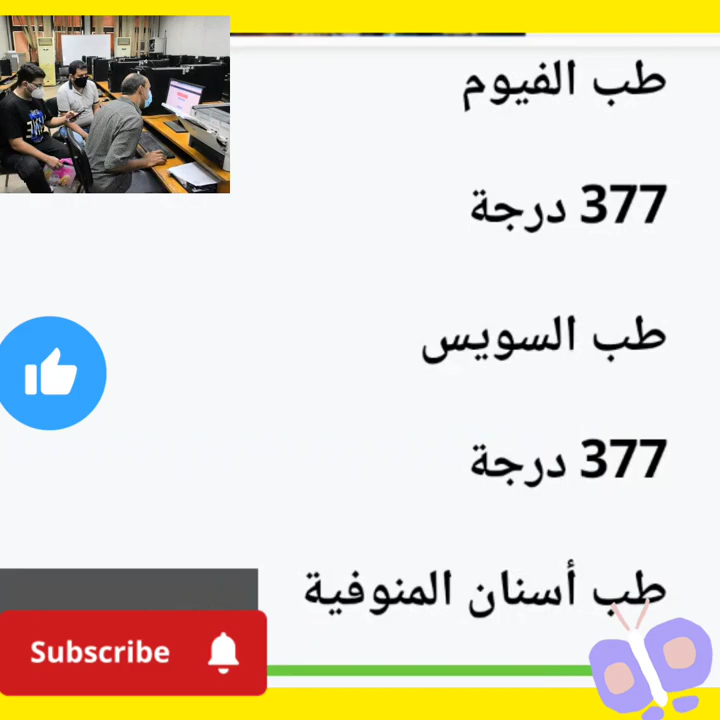 طب الفيوم
377 درجة
طب السويس
377 درجة
طب أسنان المنوفية
Subscribe